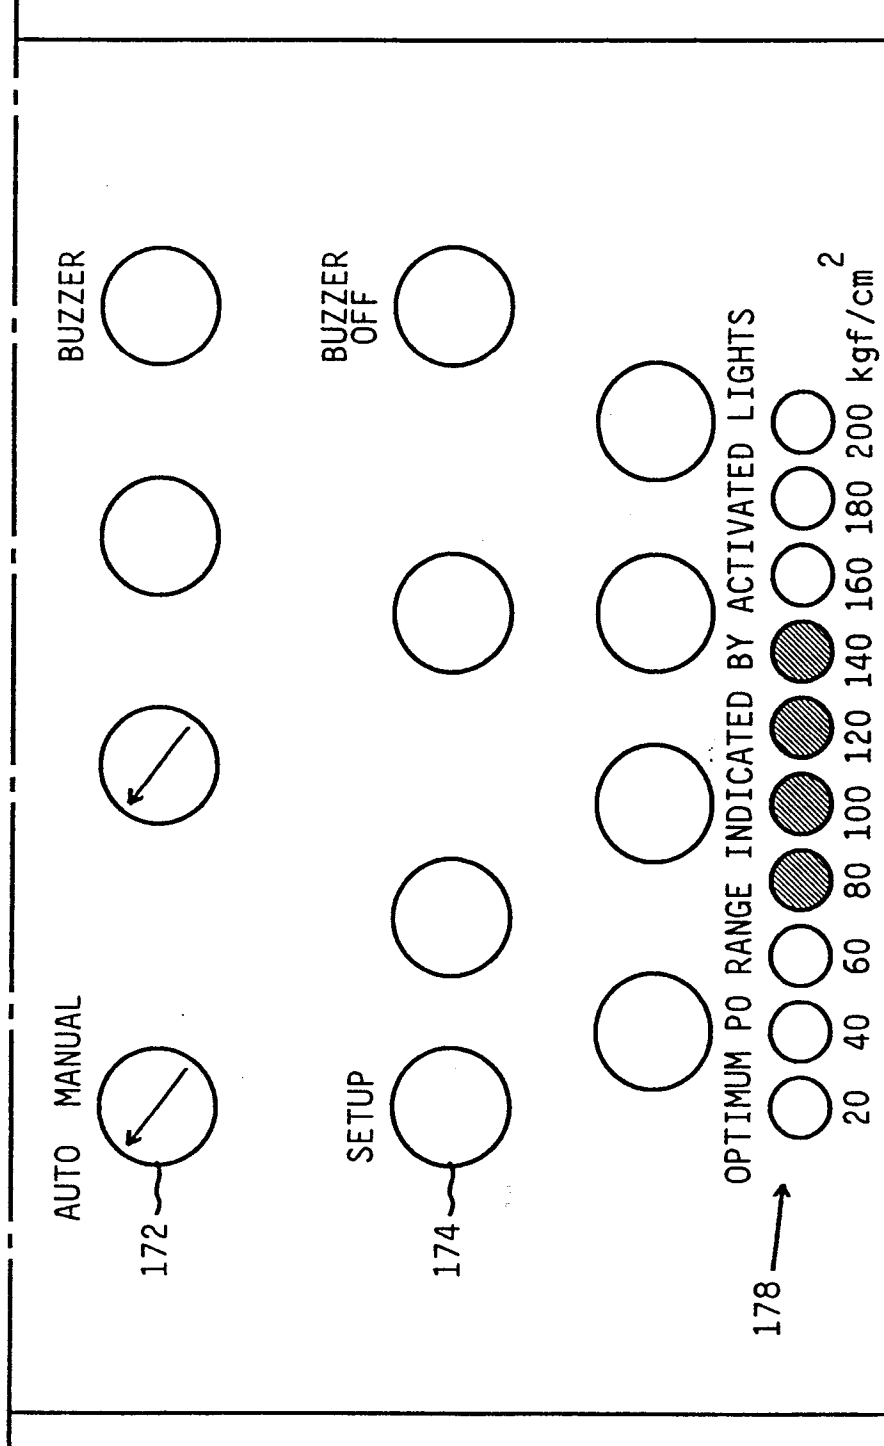 AUTO MANUAL
BUZZER
172
SETUP
BUZZER
OFF
174
OPTIMUM PO RANGE INDICATED BY ACTIVATED LIGHTS
178
20 40 60 80 100 120 140 160 180 200 kgf/cm2